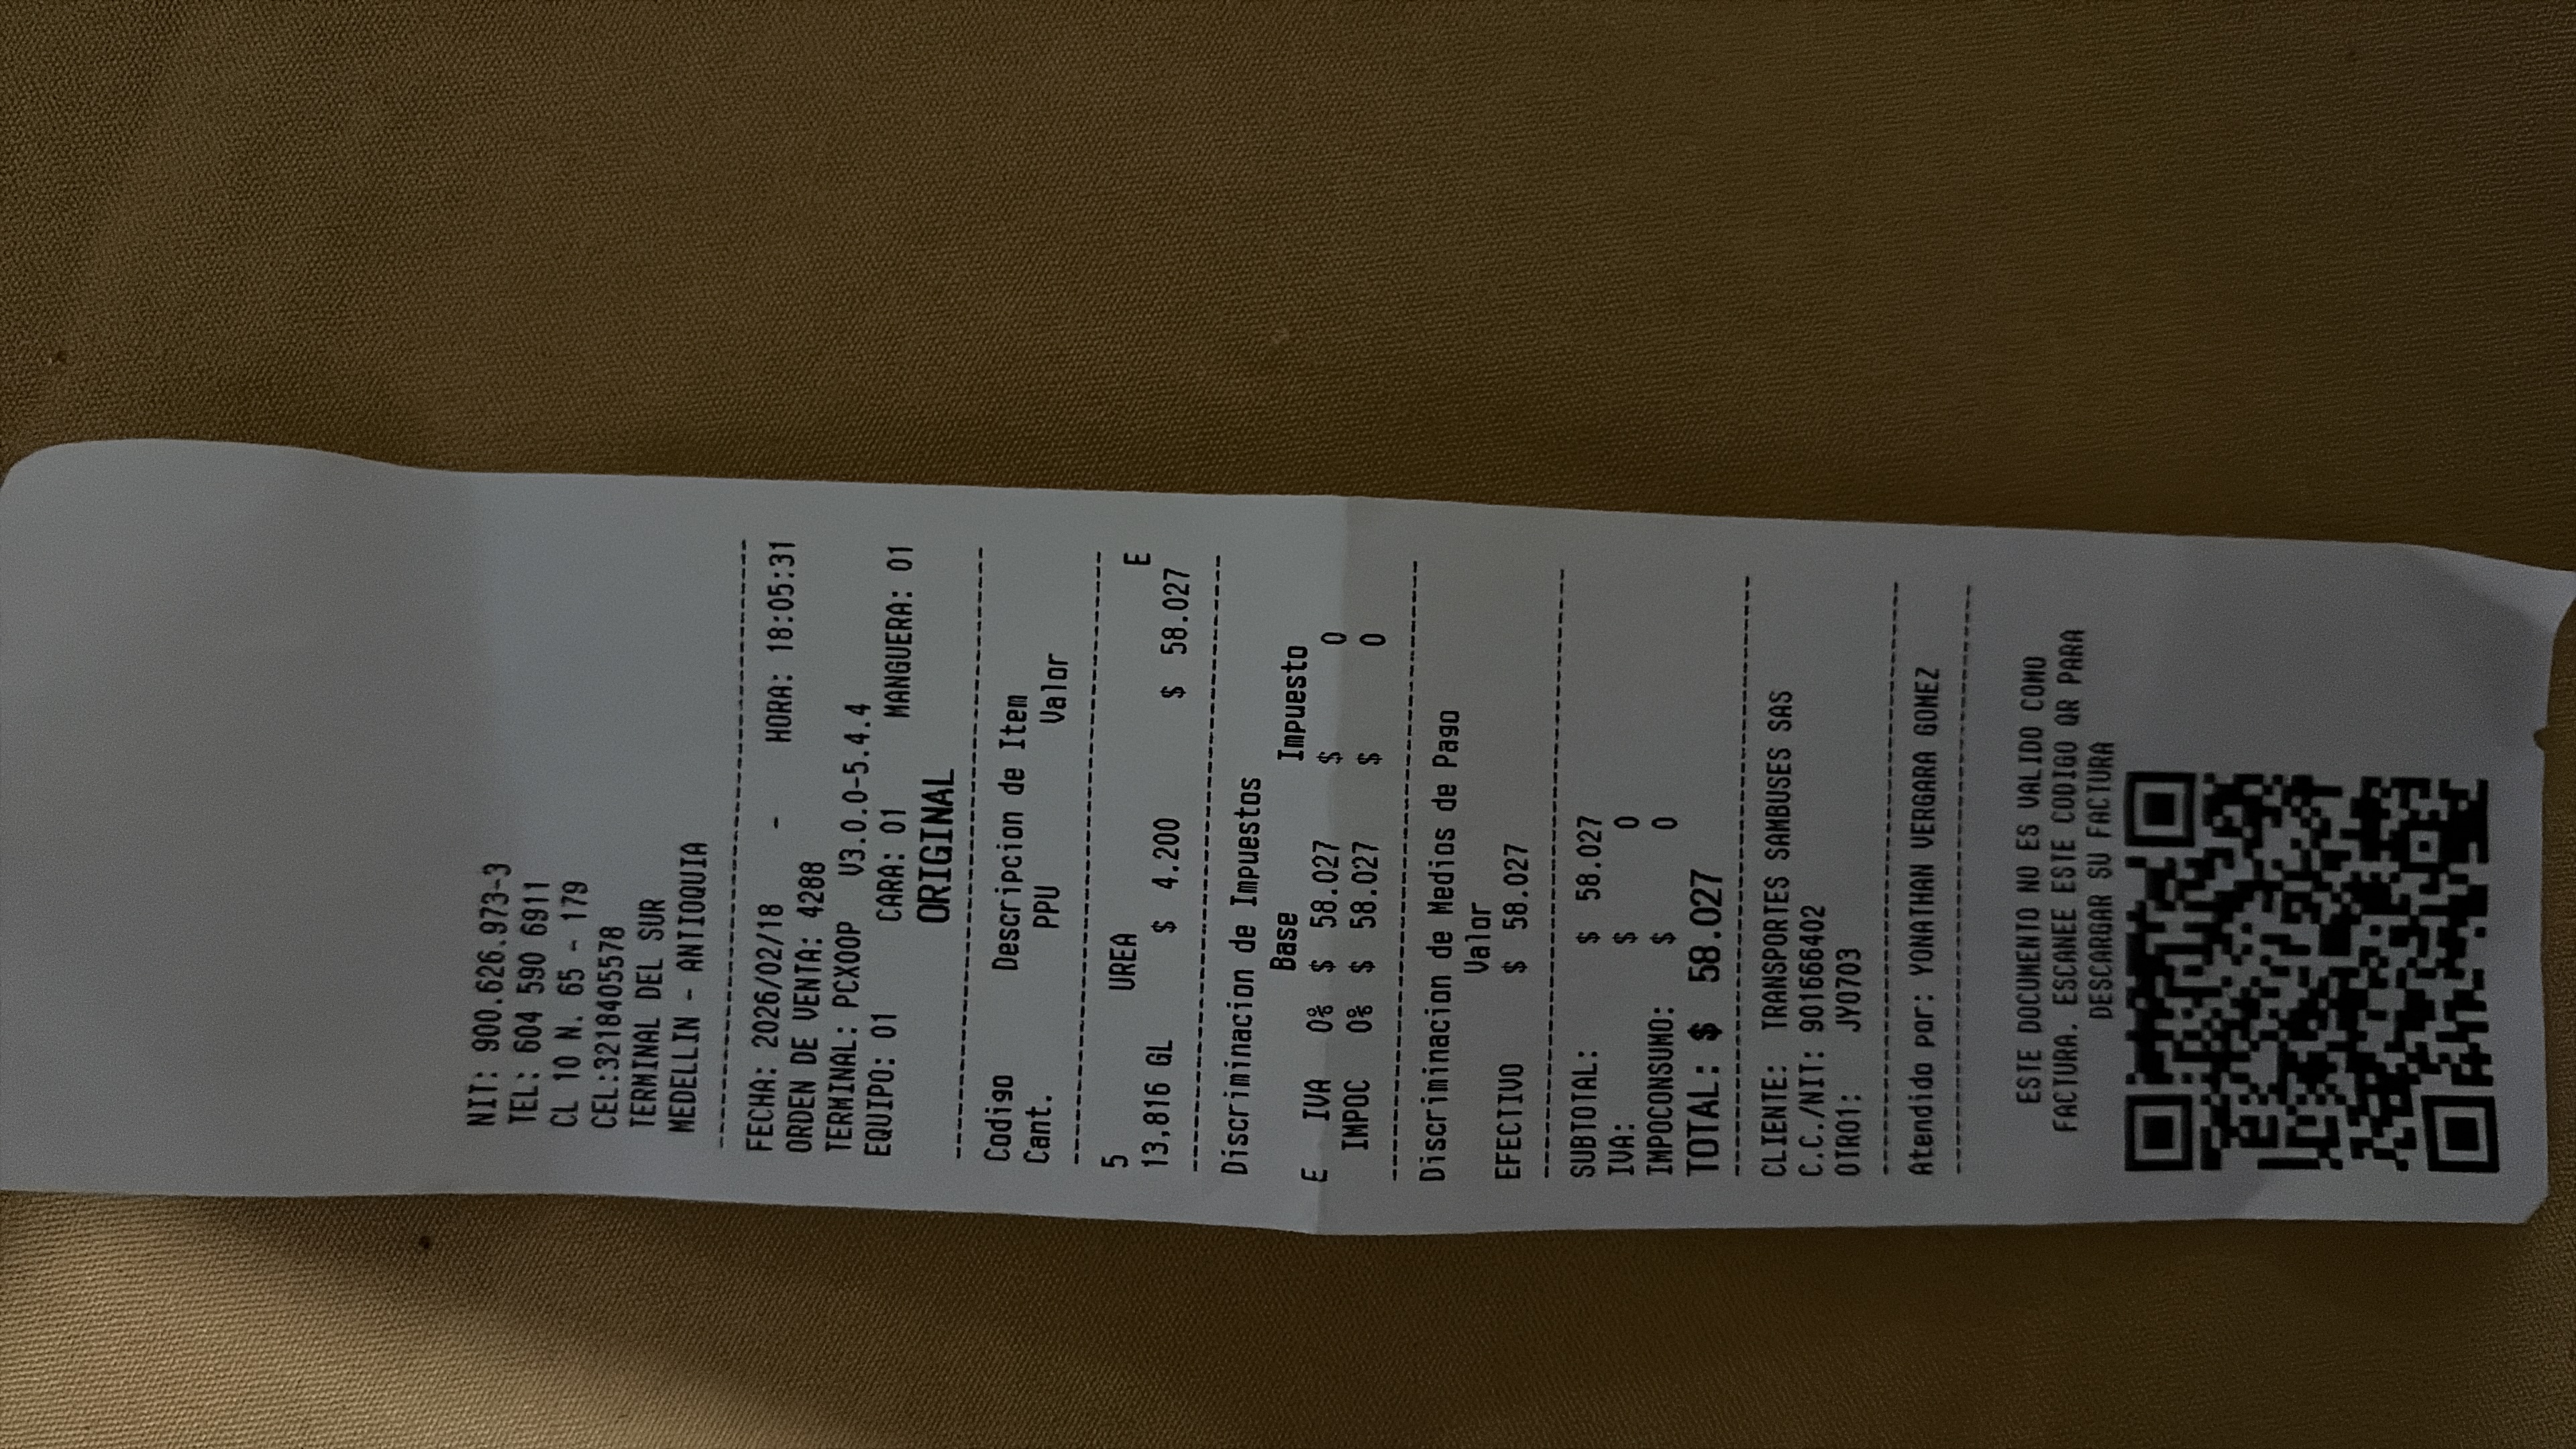 NIT: 900.626.973-3
TEL: 604 590 6911
CL 10 N. 65 - 179
CEL:3218405578
TERMINAL DEL SUR
MEDELLIN - ANTIOQUIA
FECHA: 2026/02/18 - HORA: 18:05:31
ORDEN DE VENTA: 4288
TERMINAL: PCX0OP V3.0.0-5.4.4
EQUIPO: 01 CARA: 01 MANGUERA: 01
ORIGINAL
Codigo Descripcion de Item
Cant. PPU Valor
5 UREA E
13,816 GL $ 4.200 $ 58.027
Discriminacion de Impuestos
Base Impuesto
E IVA 0% $ 58.027 $ 0
IMPOC 0% $ 58.027 $ 0
Discriminacion de Medios de Pago
Valor
EFECTIVO $ 58.027
SUBTOTAL: $ 58.027
IVA: $ 0
IMPOCONSUMO: $ 0
TOTAL: $ 58.027
CLIENTE: TRANSPORTES SAMBUSES SAS
C.C./NIT: 901666402
OTRO1: JYO703
Atendido por: YONATHAN VERGARA GOMEZ
ESTE DOCUMENTO NO ES VALIDO COMO
FACTURA. ESCANEE ESTE CODIGO QR PARA
DESCARGAR SU FACTURA